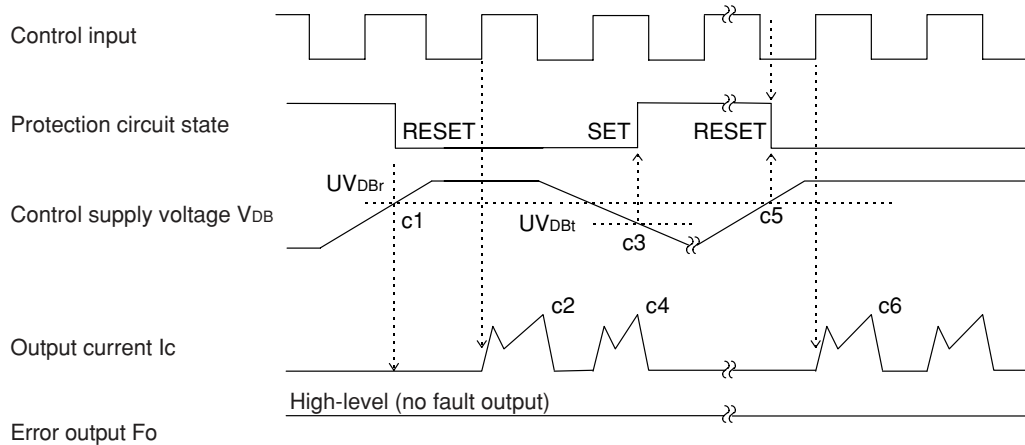 Control input
Protection circuit state
RESET
SET
RESET
UVDBr
Control supply voltage VDB
c1
UVDBt
c3
c5
c2
c4
c6
Output current Ic
High-level (no fault output)
Error output Fo